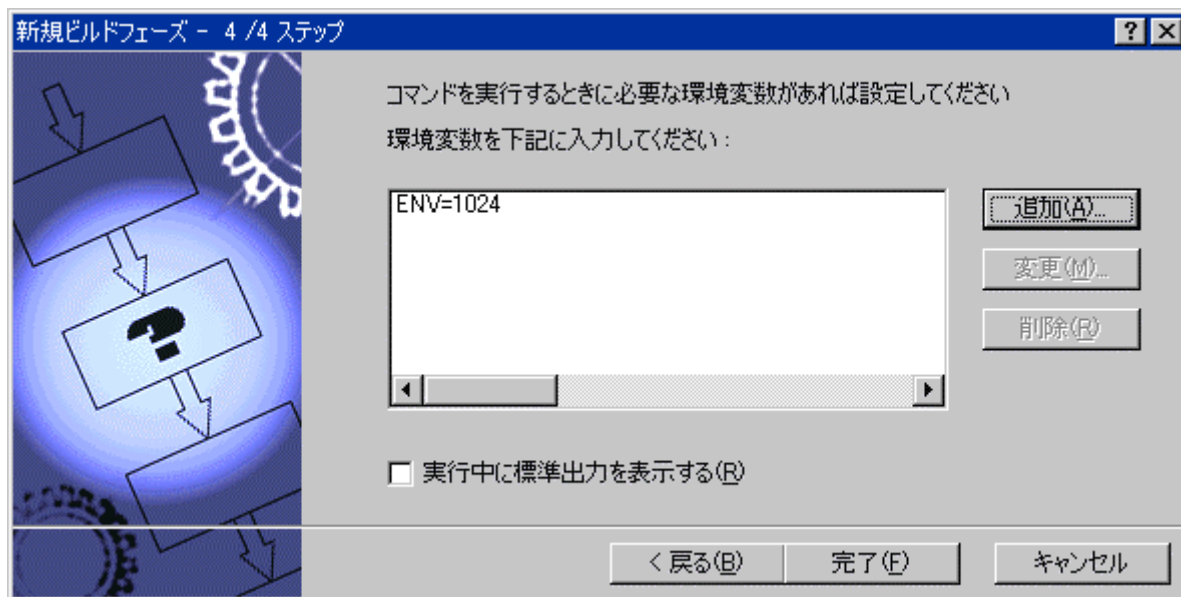 新規ビルドフェーズ - 4 /4 ステップ
コマンドを実行するときに必要な環境変数があれば設定してください
環境変数を下記に入力してください :
ENV=1024
追加(A)...
変更(M)...
削除(R)
実行中に標準出力を表示する(R)
< 戻る(B)
完了(F)
キャンセル